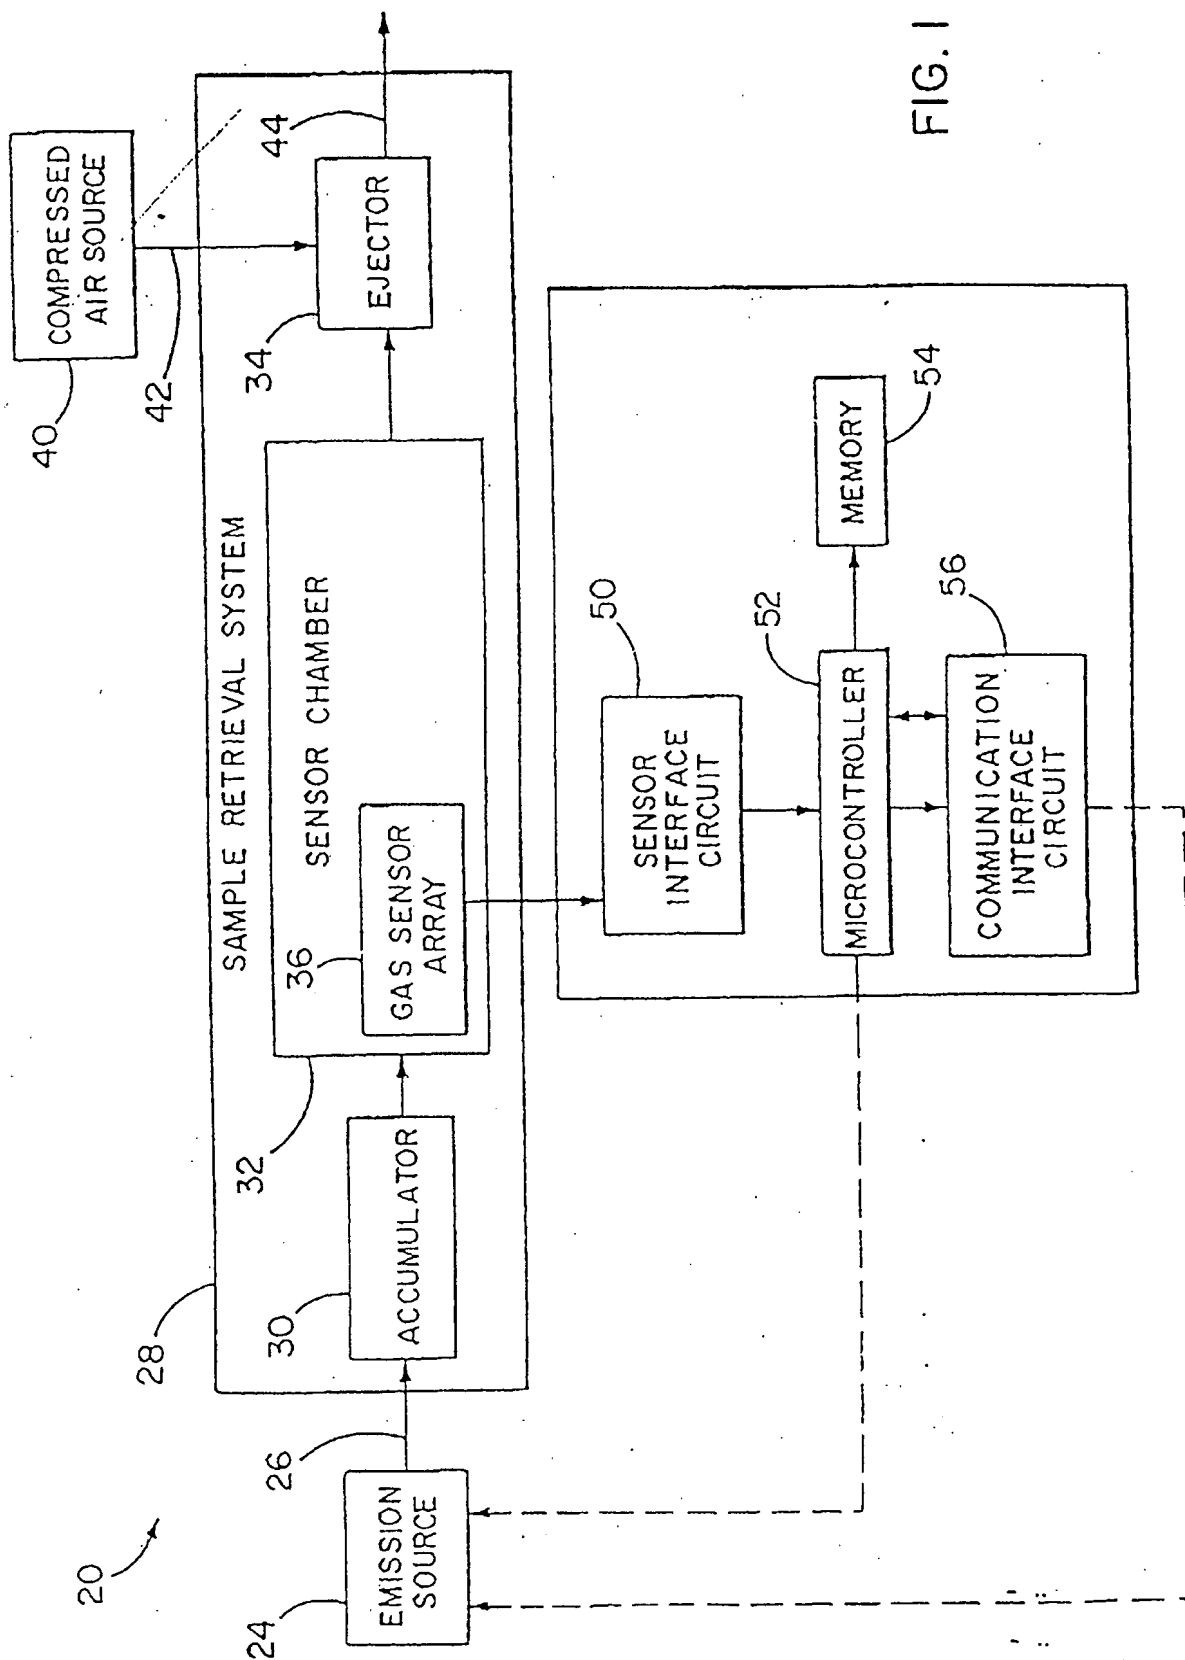 COMPRESSED
AIR SOURCE
40
42
SAMPLE RETRIEVAL SYSTEM
28
SENSOR CHAMBER
32
36
GAS SENSOR
ARRAY
30
ACCUMULATOR
34
EJECTOR
44
20
24
EMISSION
SOURCE
26
50
SENSOR
INTERFACE
CIRCUIT
52
MICROCONTROLLER
MEMORY
54
56
COMMUNICATION
INTERFACE
CIRCUIT
FIG. 1